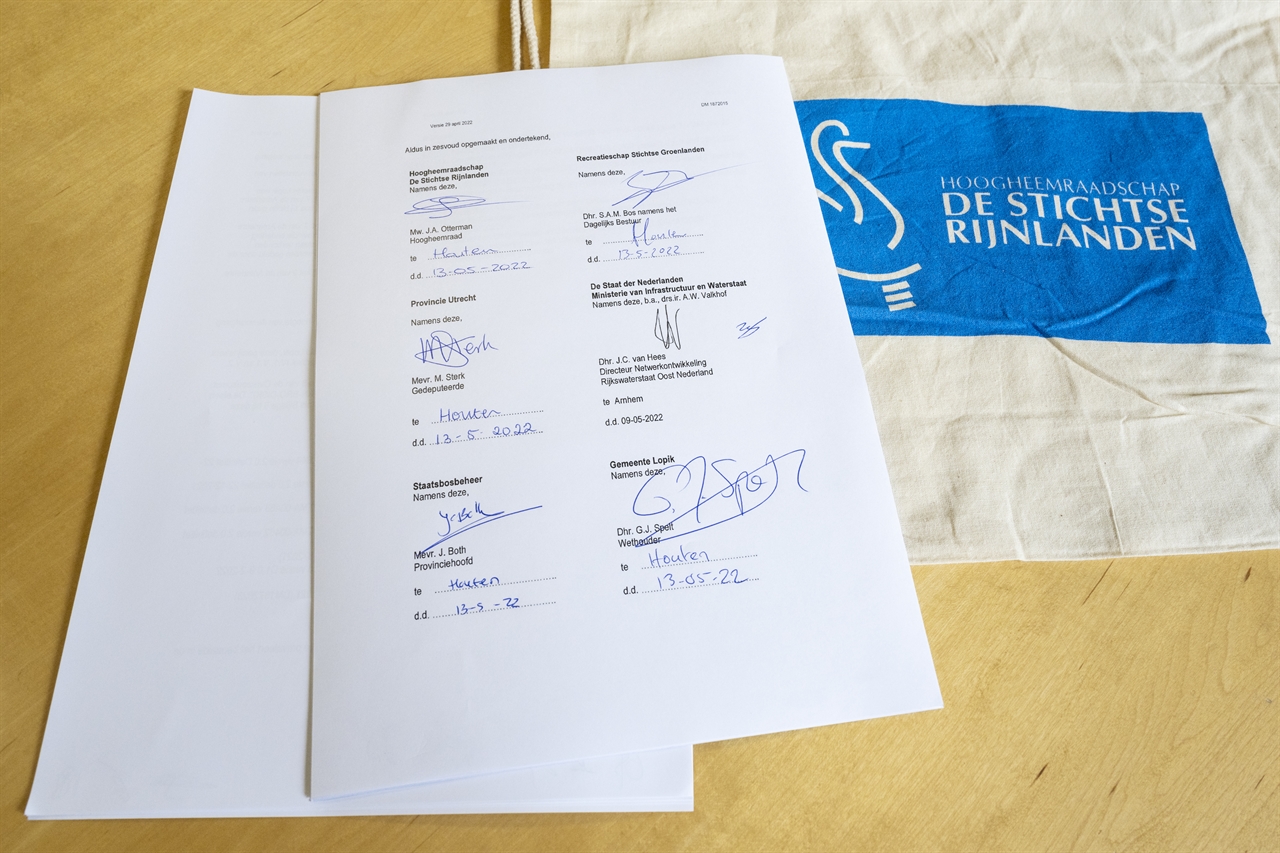 Versie 29 april 2022
DM 1872015
Aldus in zesvoud opgemaakt en ondertekend,
Hoogheemraadschap
De Stichtse Rijnlanden
Namens deze,
Mw. J.A. Otterman
Hoogheemraad
te Houten
d.d. 13-05-2022
Recreatieschap Stichtse Groenlanden
Namens deze,
Dhr. S.A.M. Bos namens het
Dagelijks Bestuur
te Houten
d.d. 13-5-2022
Provincie Utrecht
Namens deze,
Mevr. M. Sterk
Gedeputeerde
te Houten
d.d. 13-5-2022
De Staat der Nederlanden
Ministerie van Infrastructuur en Waterstaat
Namens deze, b.a., drs.ir. A.W. Valkhof
Dhr. J.C. van Hees
Directeur Netwerkontwikkeling
Rijkswaterstaat Oost Nederland
te Arnhem
d.d. 09-05-2022
Staatsbosbeheer
Namens deze,
Mevr. J. Both
Provinciehoofd
te Houten
d.d. 13-5-22
Gemeente Lopik
Namens deze,
G.J. Spelt
Dhr. G.J. Spelt
Wethouder
te Houten
d.d. 13-05-22
HOOGHEEMRAADSCHAP
DE STICHTSE
RIJNLANDEN